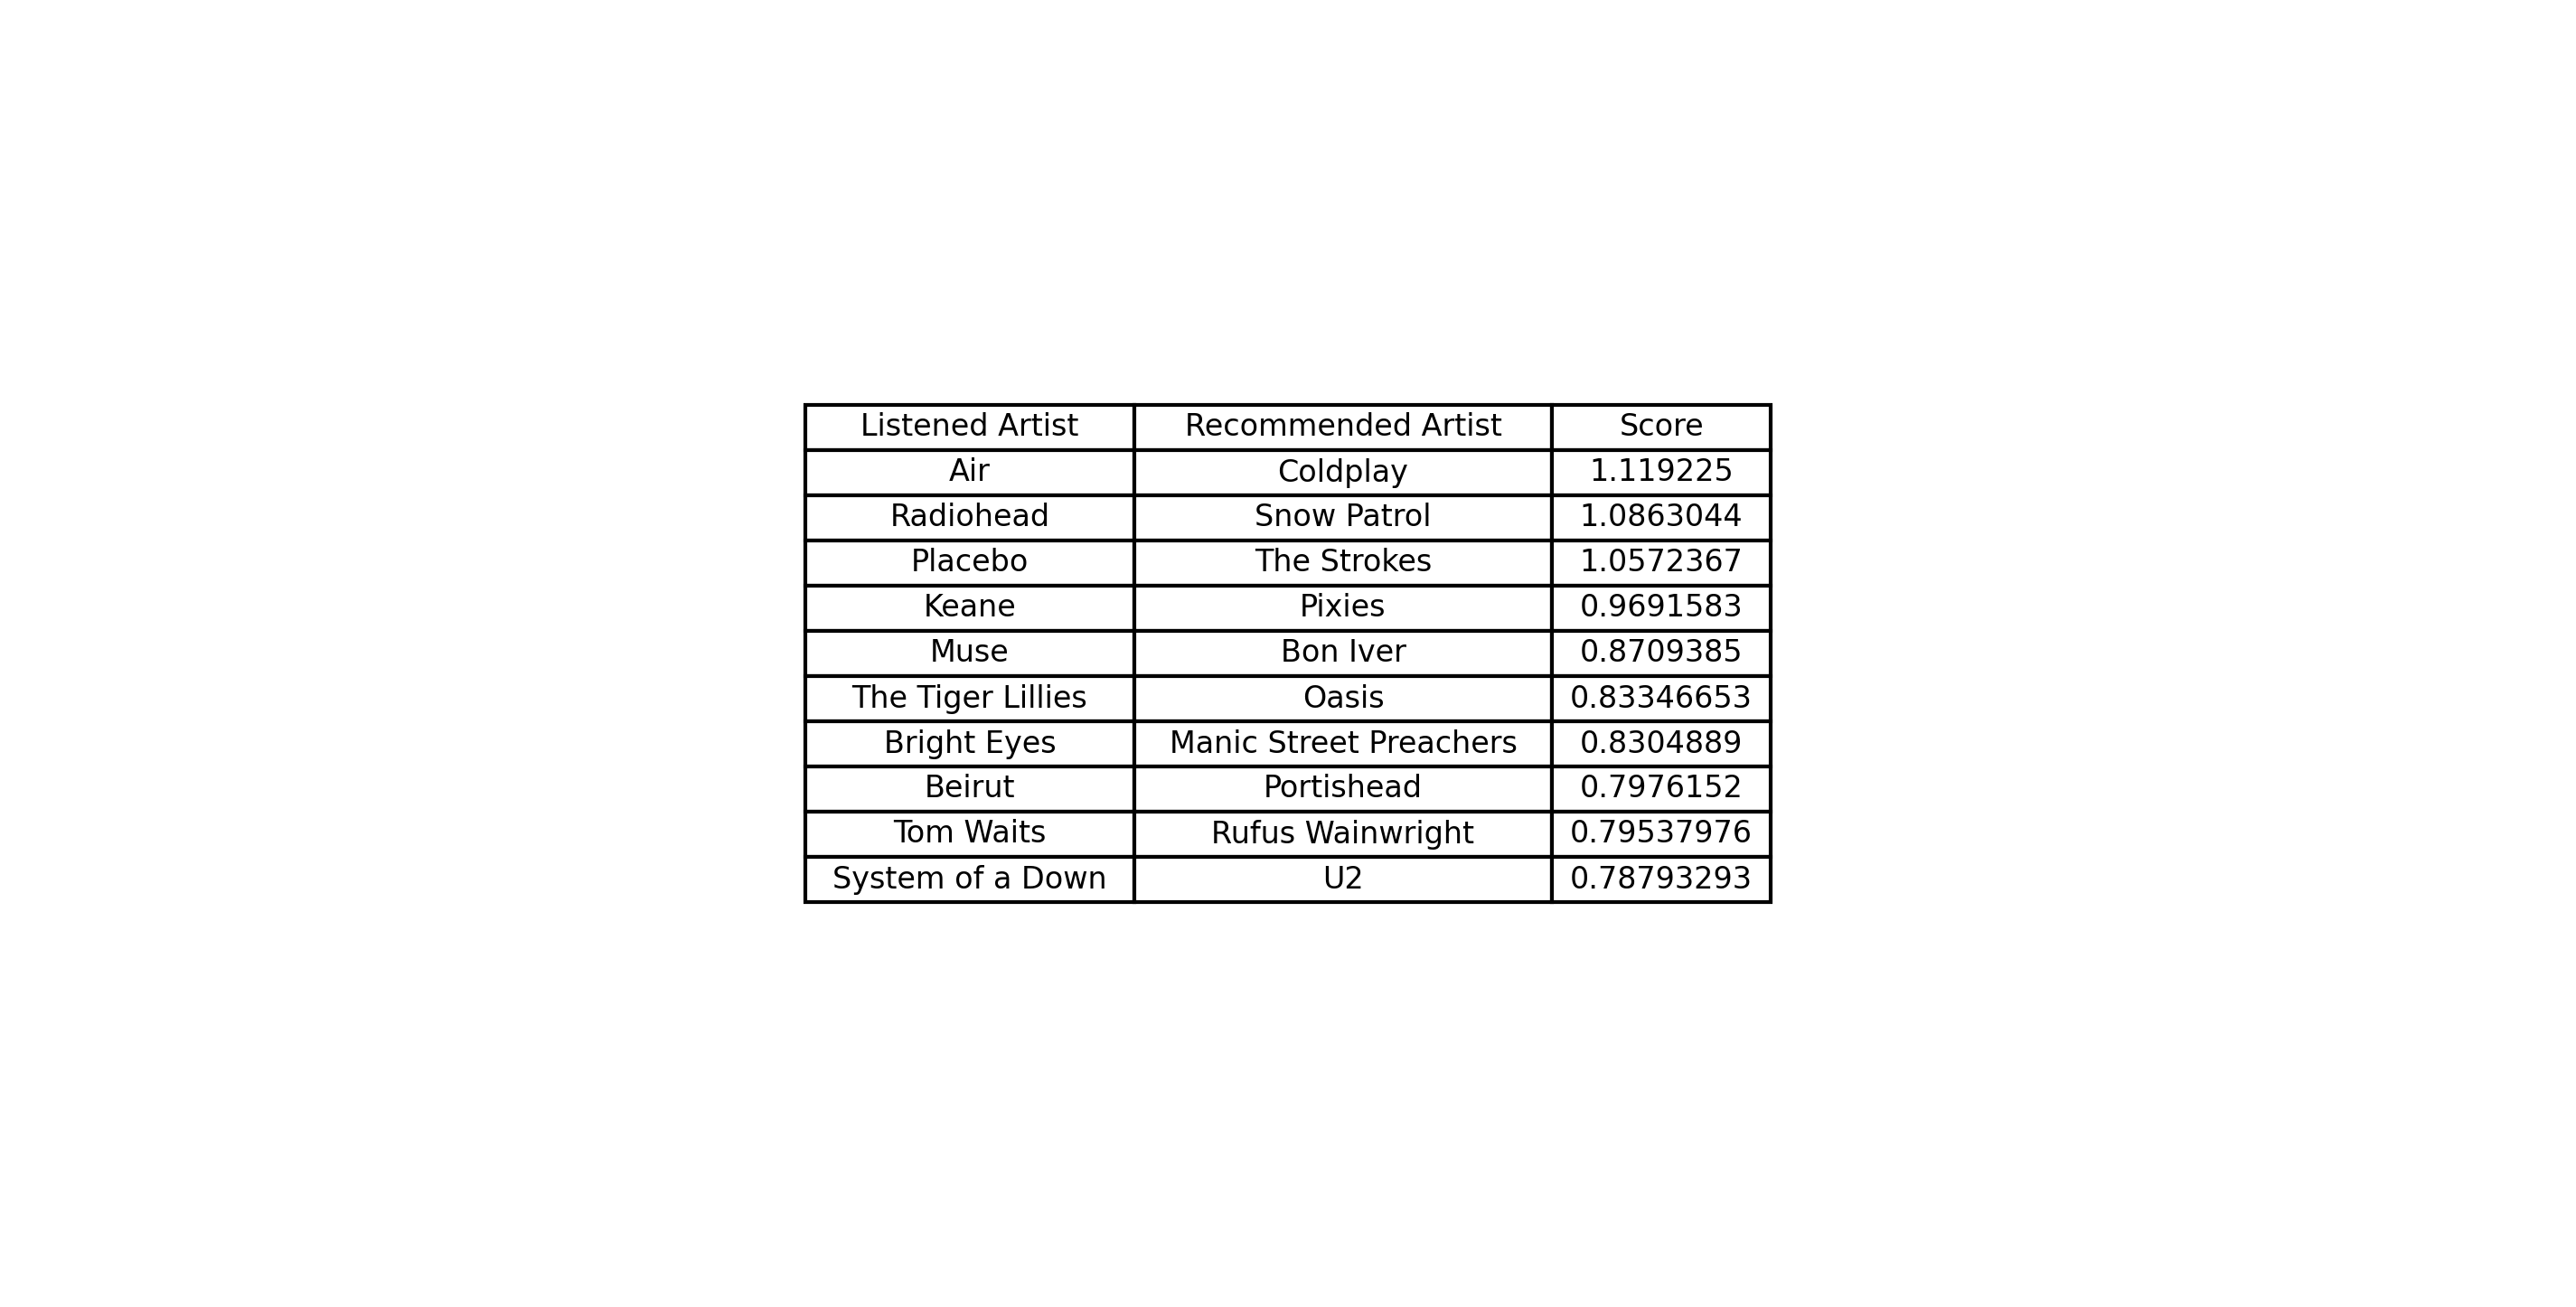 Listened Artist Recommended Artist Score
Air Coldplay 1.119225
Radiohead Snow Patrol 1.0863044
Placebo The Strokes 1.0572367
Keane Pixies 0.9691583
Muse Bon Iver 0.8709385
The Tiger Lillies Oasis 0.83346653
Bright Eyes Manic Street Preachers 0.8304889
Beirut Portishead 0.7976152
Tom Waits Rufus Wainwright 0.79537976
System of a Down U2 0.78793293